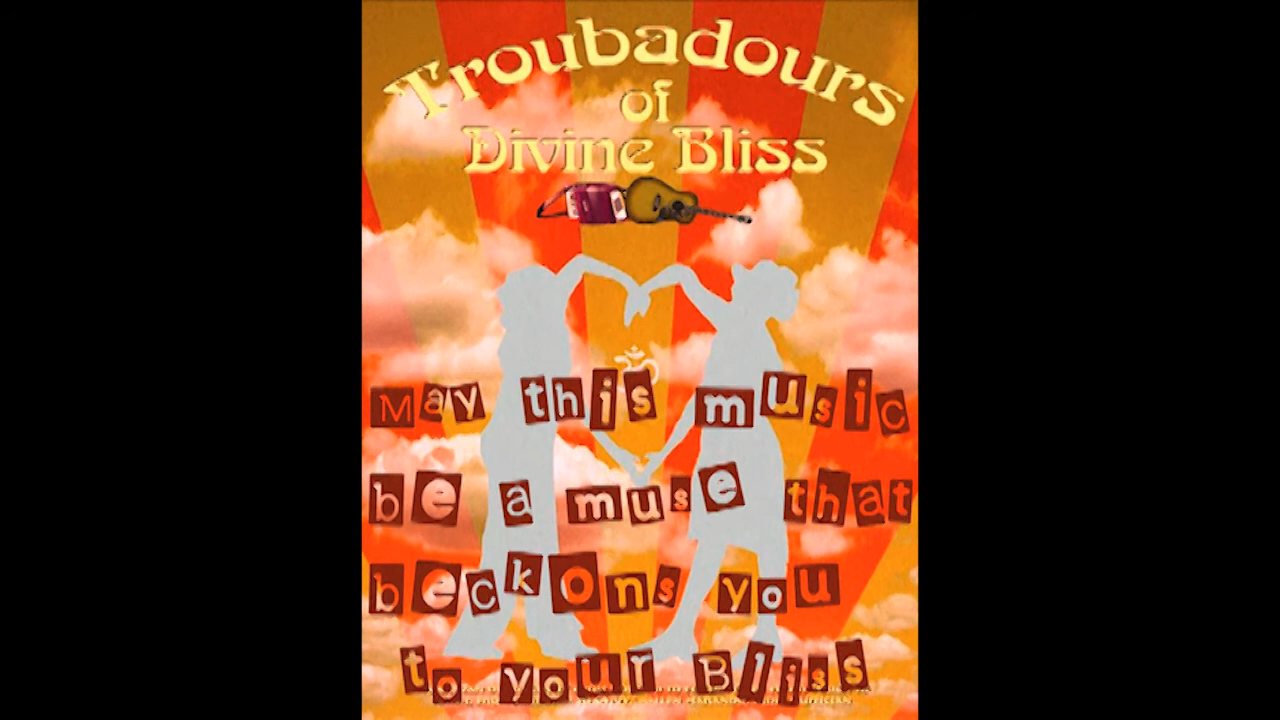 Troubadours
of
Divine Bliss
ॐ
May this music
be a muse that
beckons you
to your Bliss